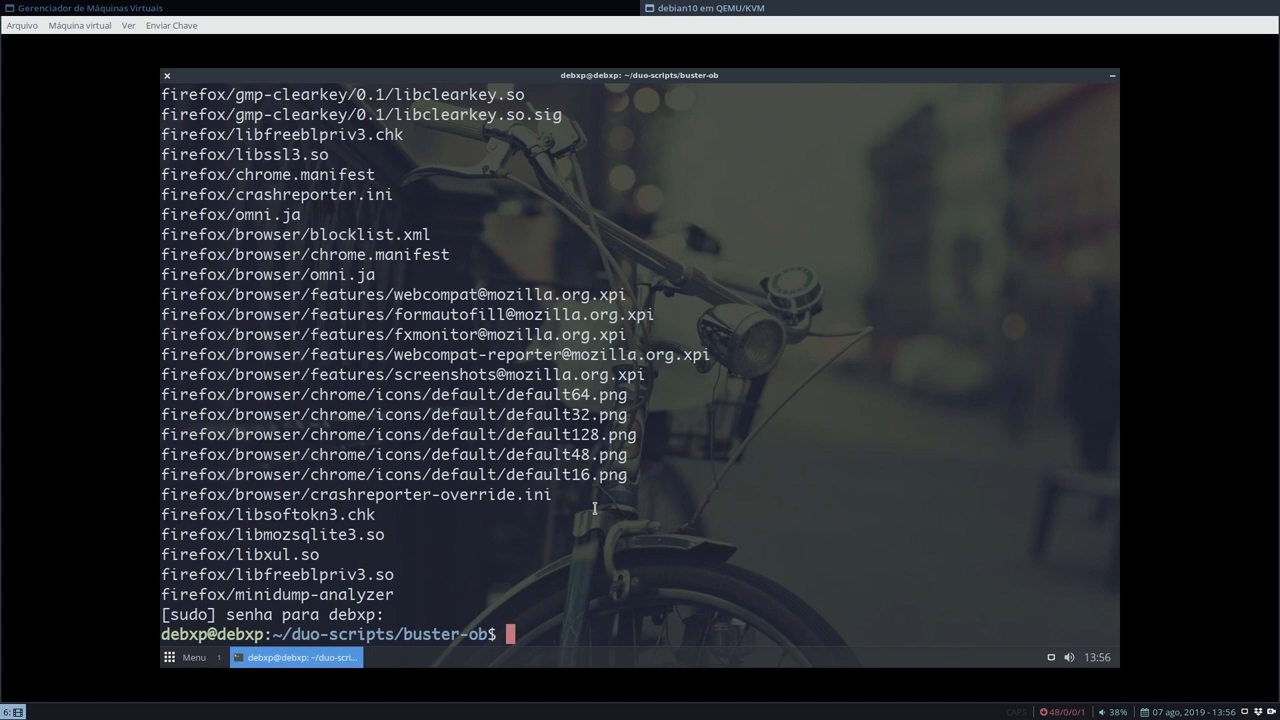 Gerenciador de Máquinas Virtuais
debian10 em QEMU/KVM
Arquivo Máquina virtual Ver Enviar Chave
debxp@debxp: ~/duo-scripts/buster-ob
firefox/gmp-clearkey/0.1/libclearkey.so
firefox/gmp-clearkey/0.1/libclearkey.so.sig
firefox/libfreeblpriv3.chk
firefox/libssl3.so
firefox/chrome.manifest
firefox/crashreporter.ini
firefox/omni.ja
firefox/browser/blocklist.xml
firefox/browser/chrome.manifest
firefox/browser/omni.ja
firefox/browser/features/webcompat@mozilla.org.xpi
firefox/browser/features/formautofill@mozilla.org.xpi
firefox/browser/features/fxmonitor@mozilla.org.xpi
firefox/browser/features/webcompat-reporter@mozilla.org.xpi
firefox/browser/features/screenshots@mozilla.org.xpi
firefox/browser/chrome/icons/default/default64.png
firefox/browser/chrome/icons/default/default32.png
firefox/browser/chrome/icons/default/default128.png
firefox/browser/chrome/icons/default/default48.png
firefox/browser/chrome/icons/default/default16.png
firefox/browser/crashreporter-override.ini
firefox/libsoftokn3.chk
firefox/libmozsqlite3.so
firefox/libxul.so
firefox/libfreeblpriv3.so
firefox/minidump-analyzer
[sudo] senha para debxp:
debxp@debxp:~/duo-scripts/buster-ob$
Menu 1 debxp@debxp: ~/duo-scri... 13:56
6: CAPS 48/0/0/1 38% 07 ago, 2019 - 13:56